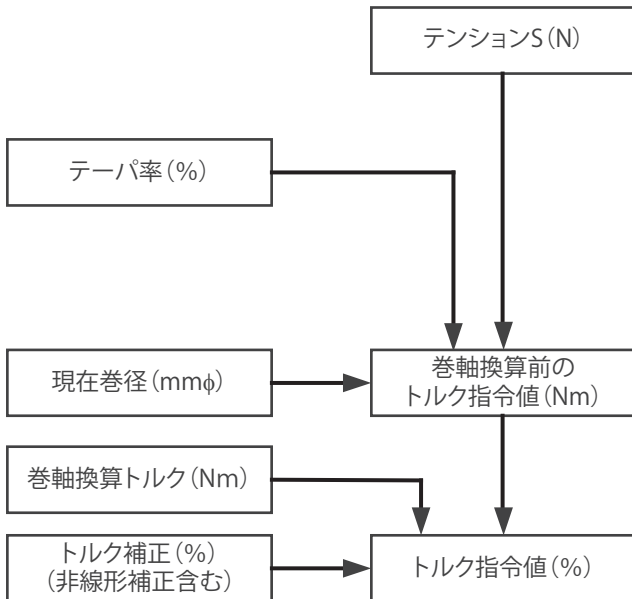 テンションS(N)
テーパ率(%)
現在巻径(mmφ)
巻軸換算前の
トルク指令値(Nm)
巻軸換算トルク(Nm)
トルク補正(%)
(非線形補正含む)
トルク指令値(%)